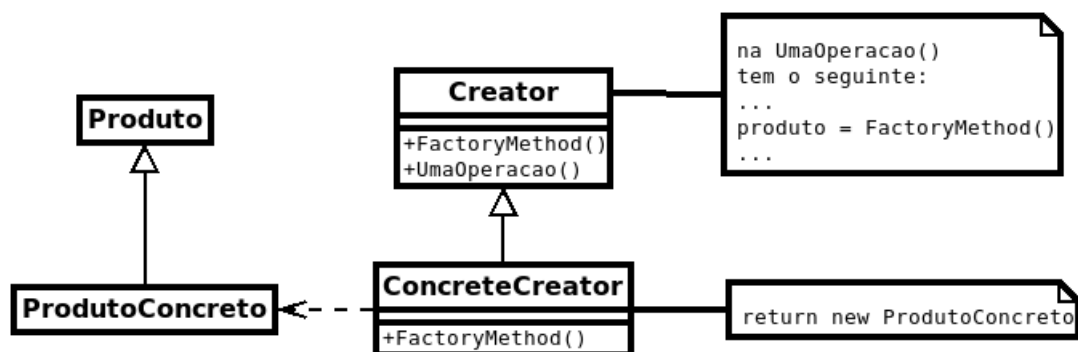 Produto
ProdutoConcreto
Creator
+FactoryMethod()
+UmaOperacao()
ConcreteCreator
+FactoryMethod()
na UmaOperacao()
tem o seguinte:
...
produto = FactoryMethod()
...
return new ProdutoConcreto